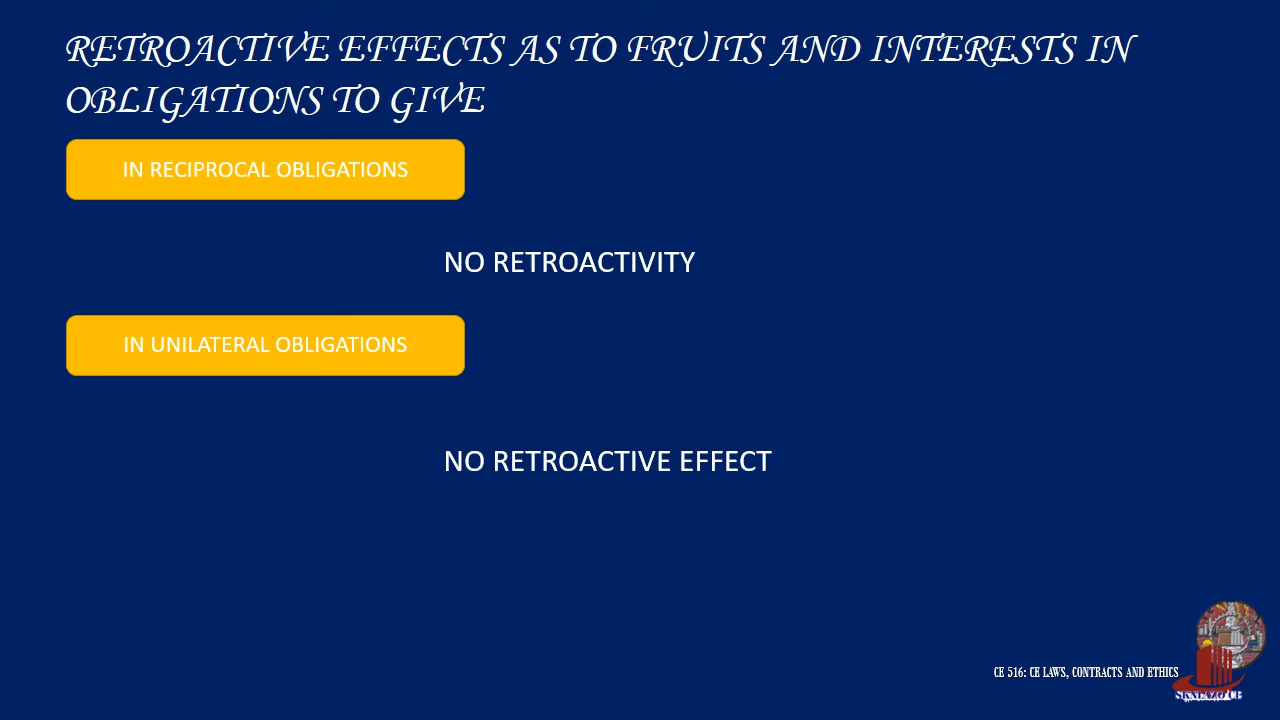 RETROACTIVE EFFECTS AS TO FRUITS AND INTERESTS IN
OBLIGATIONS TO GIVE
IN RECIPROCAL OBLIGATIONS
NO RETROACTIVITY
IN UNILATERAL OBLIGATIONS
NO RETROACTIVE EFFECT
CE 516: CE LAWS, CONTRACTS AND ETHICS